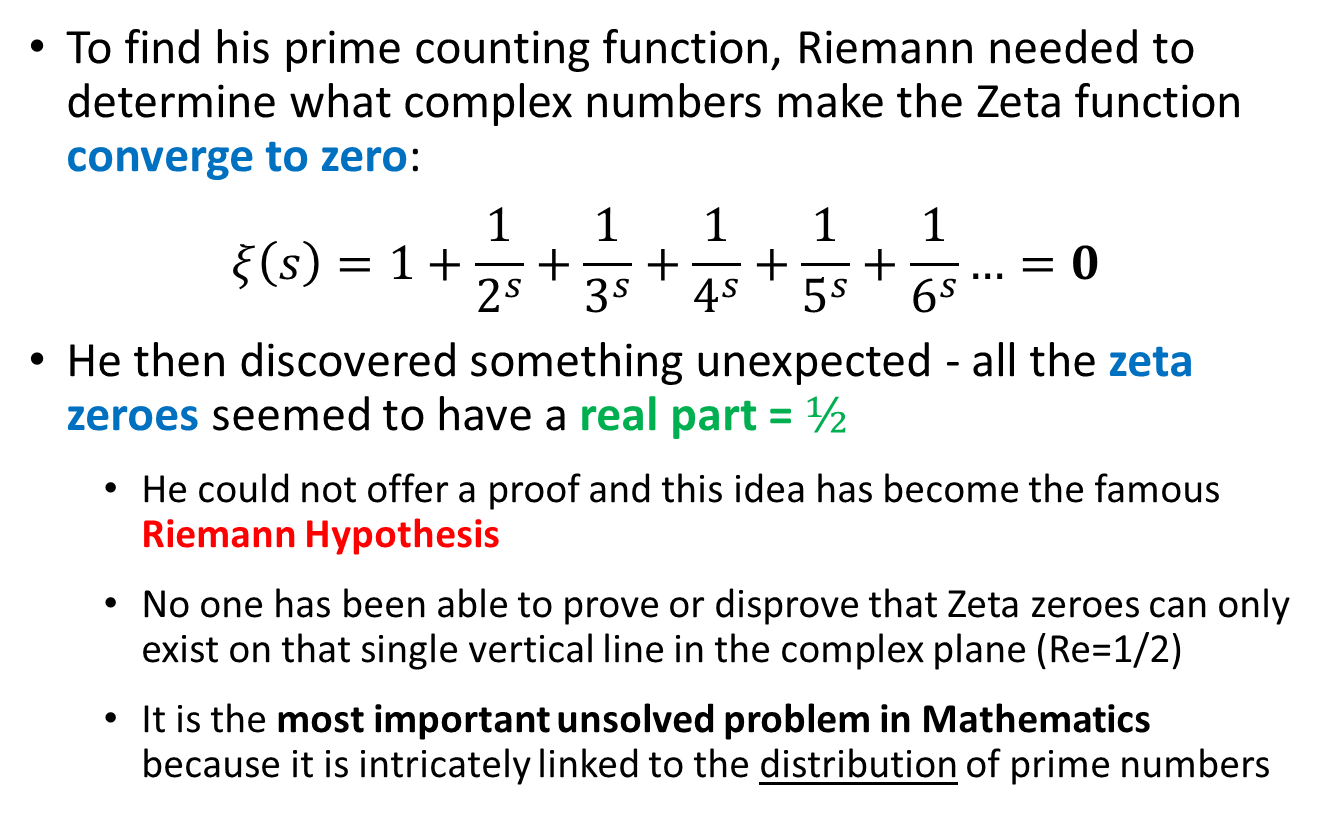 • To find his prime counting function, Riemann needed to
determine what complex numbers make the Zeta function
converge to zero:
ξ(s) = 1 + 1/2^s + 1/3^s + 1/4^s + 1/5^s + 1/6^s … = 0
• He then discovered something unexpected - all the zeta
zeroes seemed to have a real part = ½
• He could not offer a proof and this idea has become the famous
Riemann Hypothesis
• No one has been able to prove or disprove that Zeta zeroes can only
exist on that single vertical line in the complex plane (Re=1/2)
• It is the most important unsolved problem in Mathematics
because it is intricately linked to the distribution of prime numbers